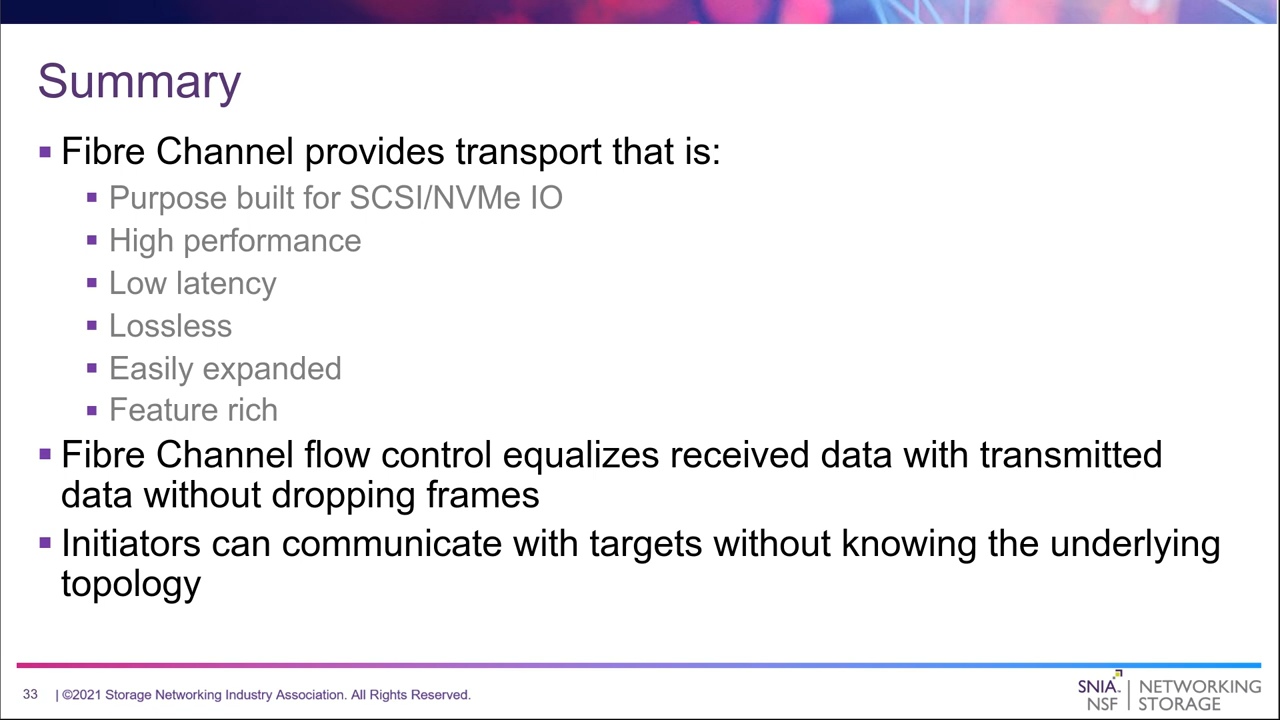 Summary
Fibre Channel provides transport that is:
Purpose built for SCSI/NVMe IO
High performance
Low latency
Lossless
Easily expanded
Feature rich
Fibre Channel flow control equalizes received data with transmitted
data without dropping frames
Initiators can communicate with targets without knowing the underlying
topology
33 | ©2021 Storage Networking Industry Association. All Rights Reserved.
SNIA. | NETWORKING
NSF | STORAGE